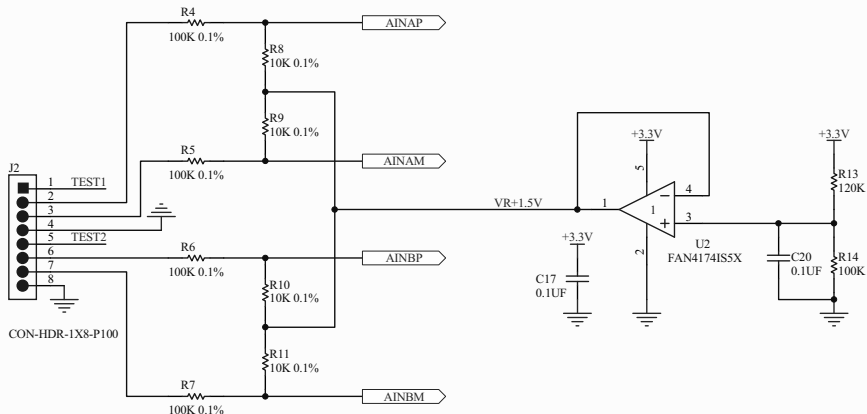 R4
100K 0.1%
AINAP
R8
10K 0.1%
R9
10K 0.1%
R5
100K 0.1%
AINAM
J2
1
TEST1
2
3
4
5
TEST2
6
7
8
CON-HDR-1X8-P100
R6
100K 0.1%
AINBP
R10
10K 0.1%
R11
10K 0.1%
R7
100K 0.1%
AINBM
VR+1.5V
+3.3V
C17
0.1UF
+3.3V
5
1
1
4
3
2
U2
FAN4174IS5X
C20
0.1UF
+3.3V
R13
120K
R14
100K